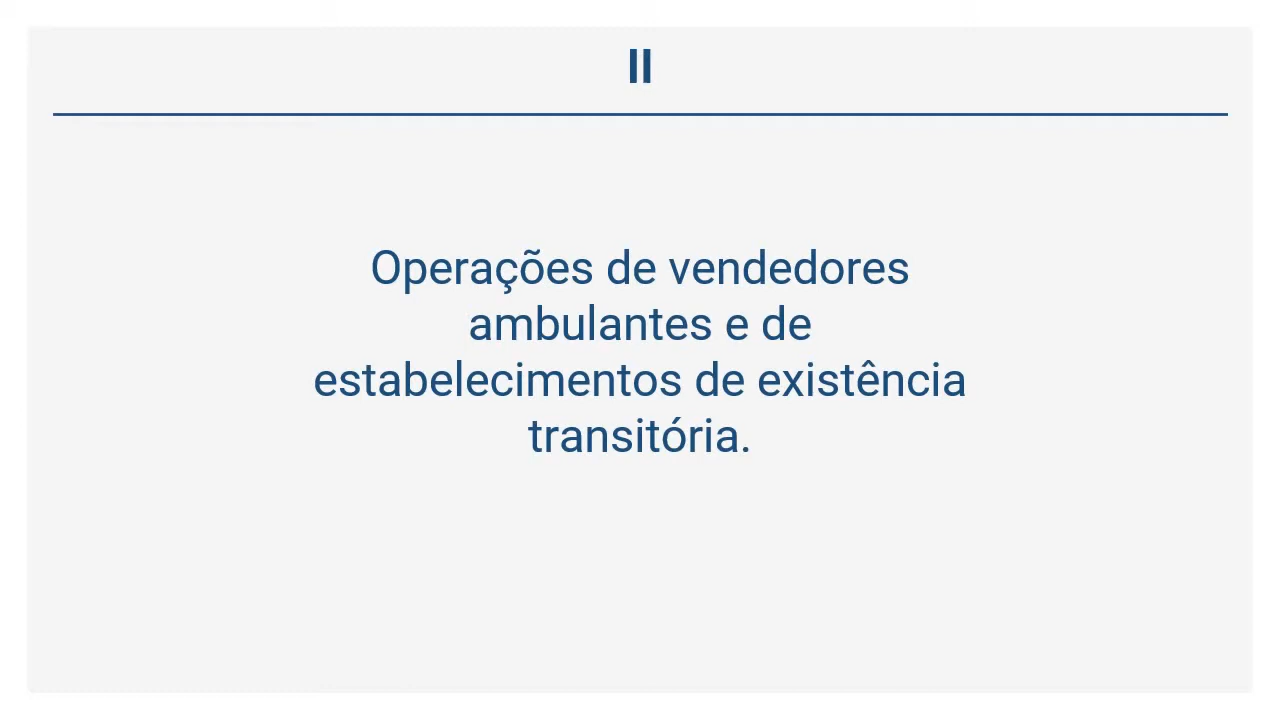 II
Operações de vendedores
ambulantes e de
estabelecimentos de existência
transitória.